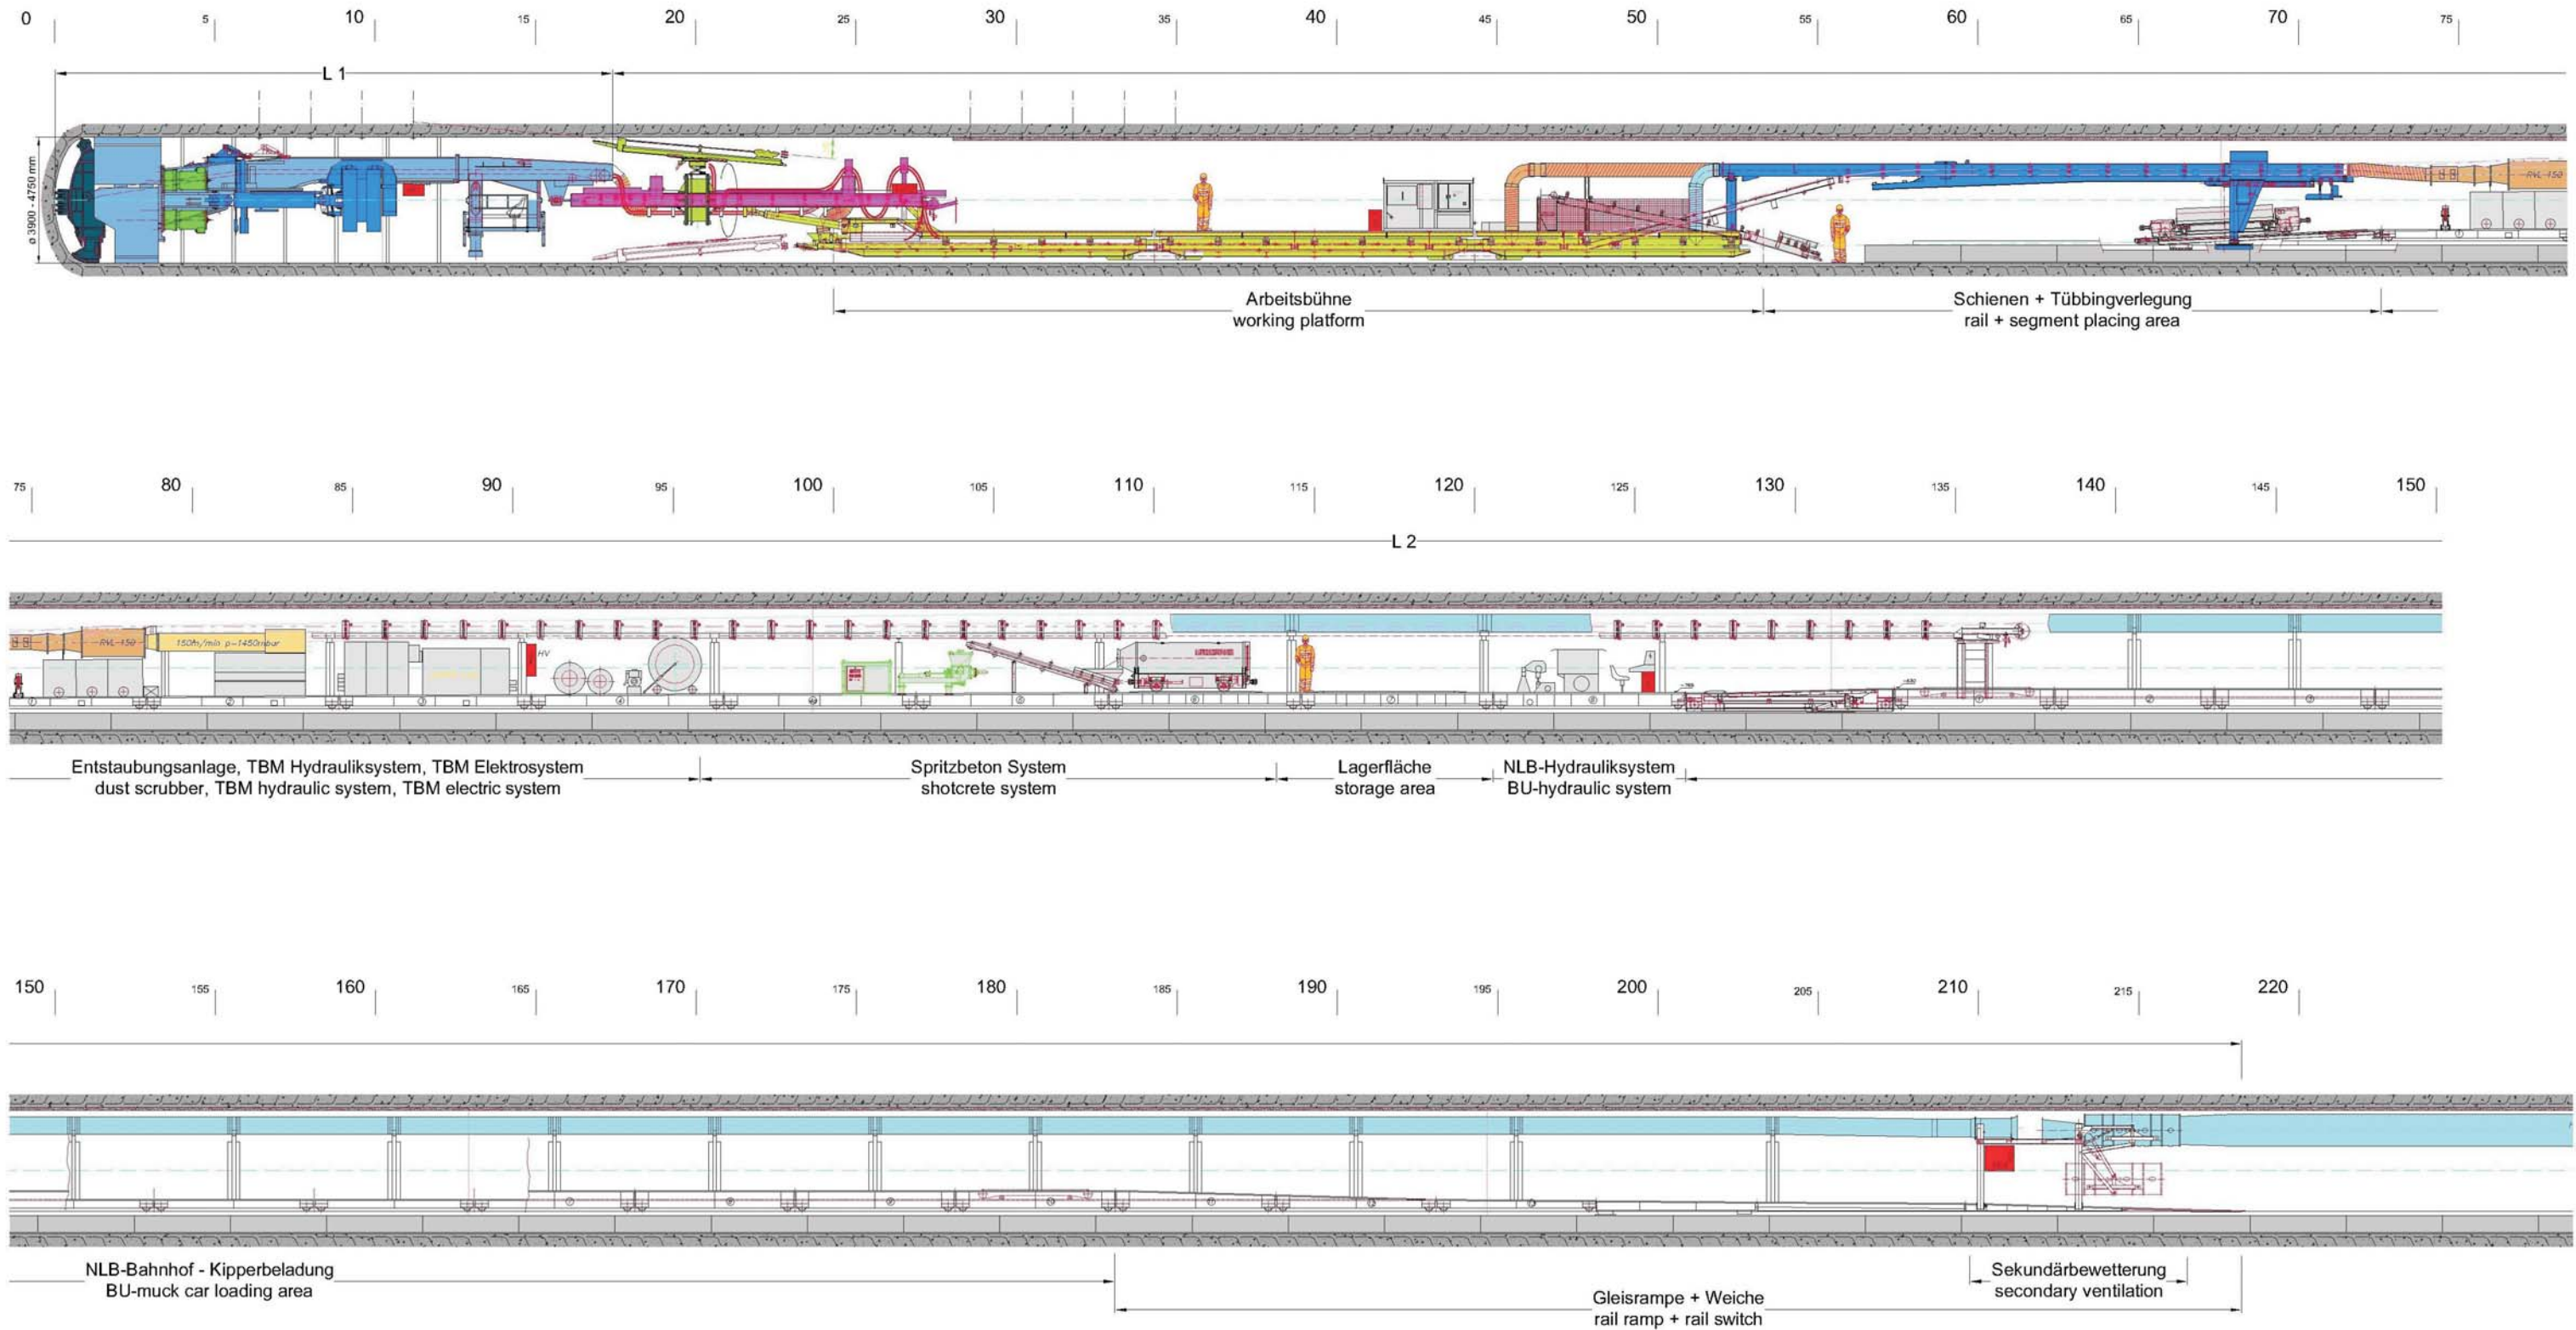 0 5 10 15 20 25 30 35 40 45 50 55 60 65 70 75
L 1
ø 3900 - 4750 mm
RVL-150
Arbeitsbühne
working platform
Schienen + Tübbingverlegung
rail + segment placing area
75 80 85 90 95 100 105 110 115 120 125 130 135 140 145 150
L 2
RVL-150
HV
Entstaubungsanlage, TBM Hydrauliksystem, TBM Elektrosystem
dust scrubber, TBM hydraulic system, TBM electric system
Spritzbeton System
shotcrete system
Lagerfläche
storage area
NLB-Hydrauliksystem
BU-hydraulic system
150 155 160 165 170 175 180 185 190 195 200 205 210 215 220
NLB-Bahnhof - Kipperbeladung
BU-muck car loading area
Gleisrampe + Weiche
rail ramp + rail switch
Sekundärbewetterung
secondary ventilation